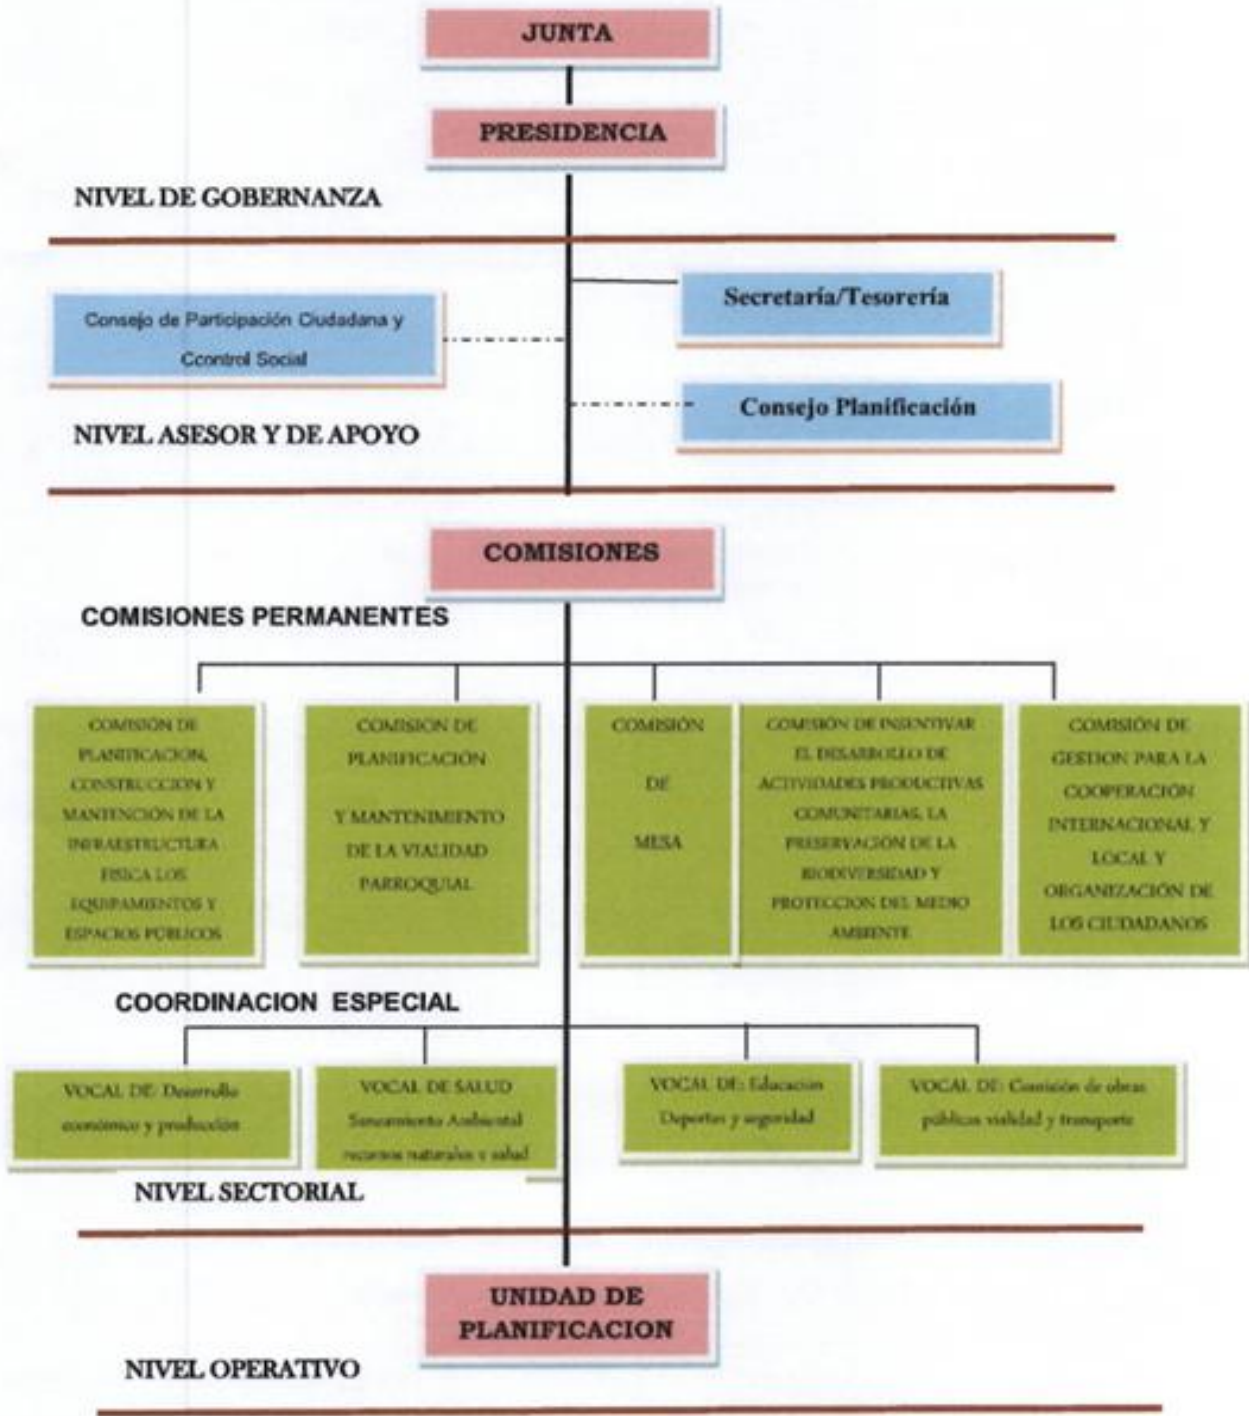 JUNTA
PRESIDENCIA
NIVEL DE GOBERNANZA
Secretaría/Tesorería
Consejo de Participación Ciudadana y
Ccontrol Social
Consejo Planificación
NIVEL ASESOR Y DE APOYO
COMISIONES
COMISIONES PERMANENTES
COMISIÓN DE
PLANIFICACION,
CONSTRUCCION Y
MANTENCIÓN DE LA
INFRAESTRUCTURA
FISICA LOS
EQUIPAMIENTOS Y
ESPACIOS PÚBLICOS
COMISION DE
PLANIFICACIÓN
Y MANTENIMIENTO
DE LA VIALIDAD
PARROQUIAL
COMISIÓN
DE
MESA
COMISIÓN DE INSENTIVAR
EL DESARROLLO DE
ACTIVIDADES PRODUCTIVAS
COMUNITARIAS, LA
PRESERVACIÓN DE LA
BIODIVERSIDAD Y
PROTECCION DEL MEDIO
AMBIENTE
COMISIÓN DE
GESTION PARA LA
COOPERACIÓN
INTERNACIONAL Y
LOCAL Y
ORGANIZACIÓN DE
LOS CIUDADANOS
COORDINACION ESPECIAL
VOCAL DE: Desarrollo
económico y producción
VOCAL DE SALUD
Saneamiento Ambiental
recursos naturales y salud
VOCAL DE: Educacion
Deportes y seguridad
VOCAL DE: Comisión de obras
públicas vialidad y transporte
NIVEL SECTORIAL
UNIDAD DE
PLANIFICACION
NIVEL OPERATIVO